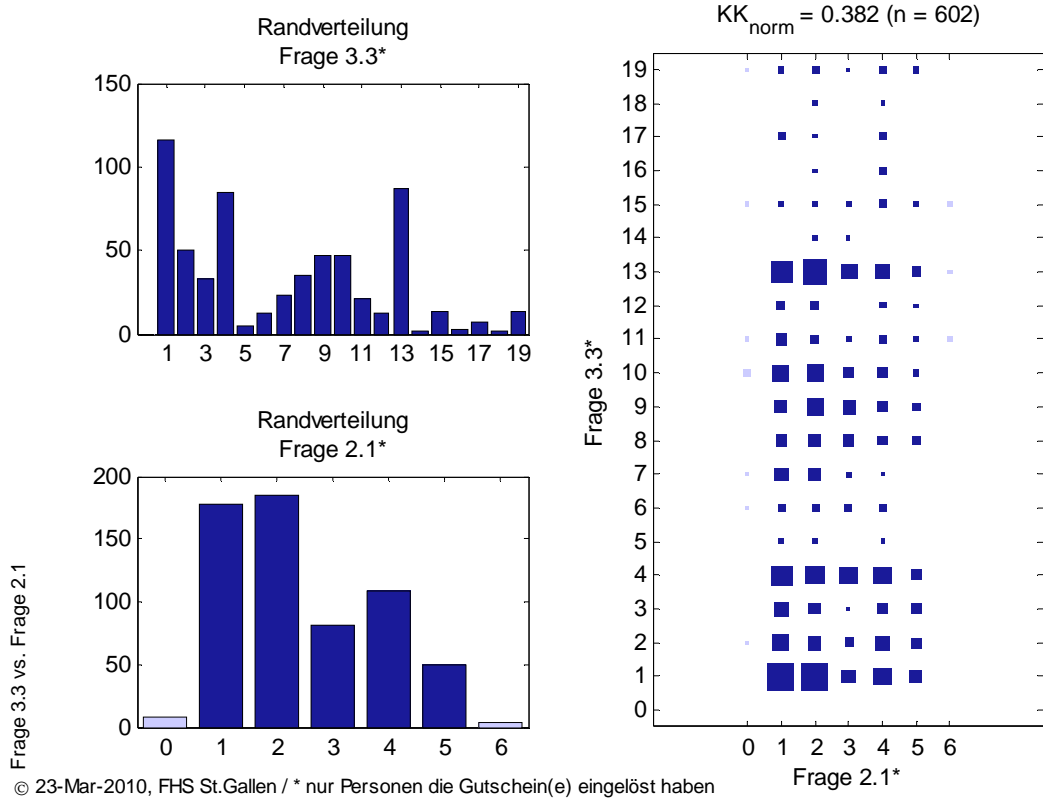 Randverteilung
Frage 3.3*
150
100
50
0
1 3 5 7 9 11 13 15 17 19
Randverteilung
Frage 2.1*
200
150
100
50
0
0 1 2 3 4 5 6
Frage 3.3 vs. Frage 2.1
KKnorm = 0.382 (n = 602)
Frage 3.3*
19
18
17
16
15
14
13
12
11
10
9
8
7
6
5
4
3
2
1
0
0 1 2 3 4 5 6
Frage 2.1*
© 23-Mar-2010, FHS St.Gallen / * nur Personen die Gutschein(e) eingelöst haben